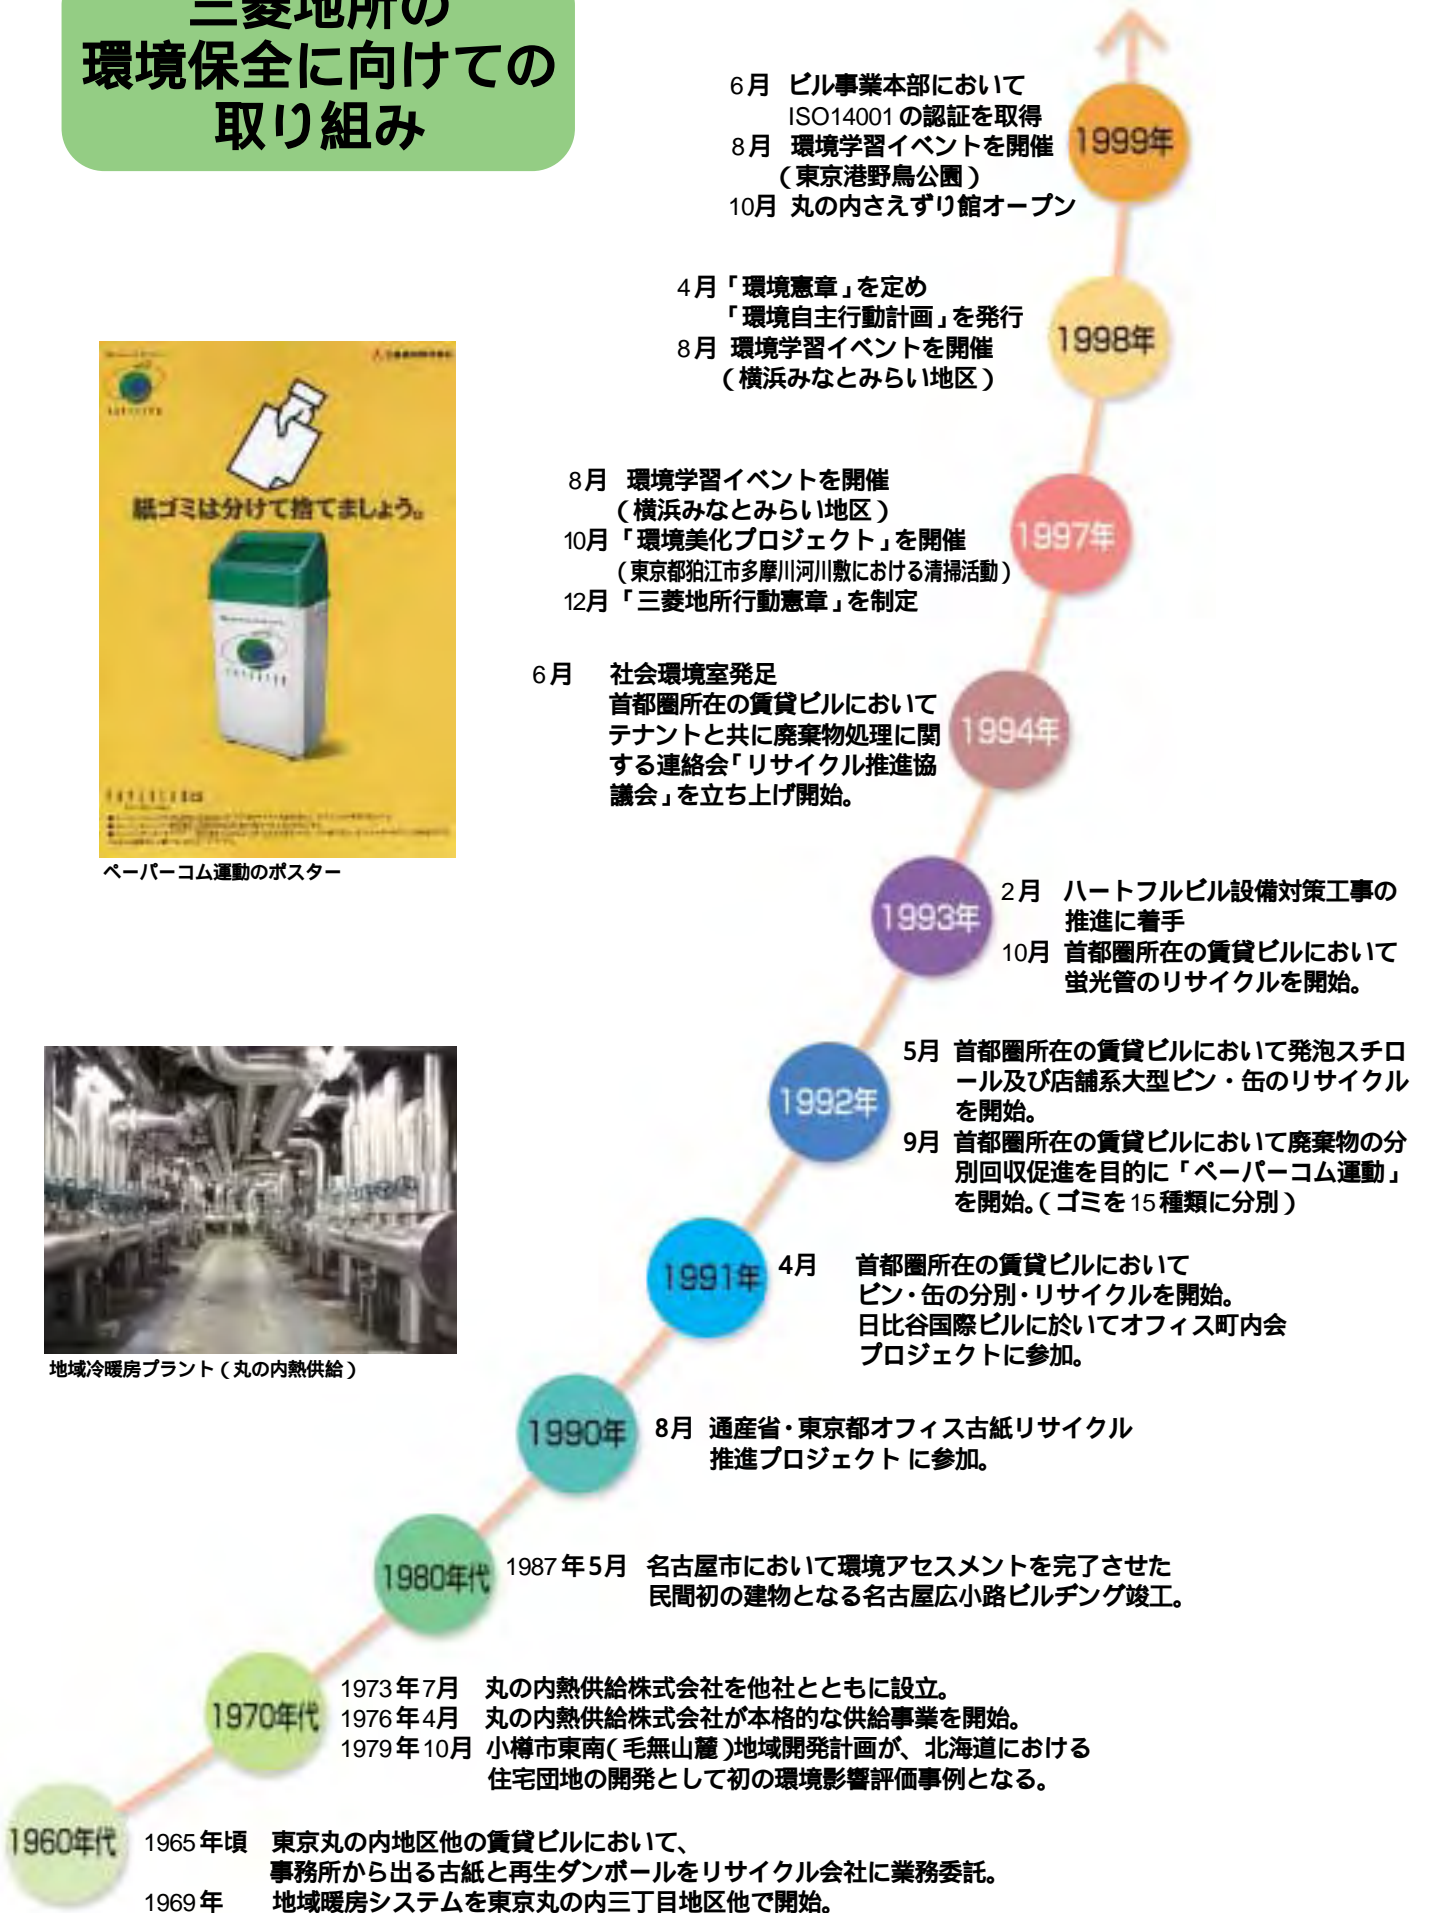 三菱地所の
環境保全に向けての
取り組み
1999年
6月 ビル事業本部において
ISO14001の認証を取得
8月 環境学習イベントを開催
(東京港野鳥公園)
10月 丸の内さえずり館オープン
1998年
4月「環境憲章」を定め
「環境自主行動計画」を発行
8月 環境学習イベントを開催
(横浜みなとみらい地区)
1997年
8月 環境学習イベントを開催
(横浜みなとみらい地区)
10月「環境美化プロジェクト」を開催
(東京都狛江市多摩川河川敷における清掃活動)
12月「三菱地所行動憲章」を制定
1994年
6月 社会環境室発足
首都圏所在の賃貸ビルにおいて
テナントと共に廃棄物処理に関
する連絡会「リサイクル推進協
議会」を立ち上げ開始。
紙ゴミは分けて捨てましょう。
ペーパーコム運動のポスター
1993年
2月 ハートフルビル設備対策工事の
推進に着手
10月 首都圏所在の賃貸ビルにおいて
蛍光管のリサイクルを開始。
1992年
5月 首都圏所在の賃貸ビルにおいて発泡スチロ
ール及び店舗系大型ビン・缶のリサイクル
を開始。
9月 首都圏所在の賃貸ビルにおいて廃棄物の分
別回収促進を目的に「ペーパーコム運動」
を開始。(ゴミを15種類に分別)
1991年
4月 首都圏所在の賃貸ビルにおいて
ビン・缶の分別・リサイクルを開始。
日比谷国際ビルに於いてオフィス町内会
プロジェクトに参加。
地域冷暖房プラント(丸の内熱供給)
1990年
8月 通産省・東京都オフィス古紙リサイクル
推進プロジェクト に参加。
1980年代
1987年5月 名古屋市において環境アセスメントを完了させた
民間初の建物となる名古屋広小路ビルヂング竣工。
1970年代
1973年7月 丸の内熱供給株式会社を他社とともに設立。
1976年4月 丸の内熱供給株式会社が本格的な供給事業を開始。
1979年10月 小樽市東南(毛無山麓)地域開発計画が、北海道における
住宅団地の開発として初の環境影響評価事例となる。
1960年代
1965年頃 東京丸の内地区他の賃貸ビルにおいて、
事務所から出る古紙と再生ダンボールをリサイクル会社に業務委託。
1969年 地域暖房システムを東京丸の内三丁目地区他で開始。